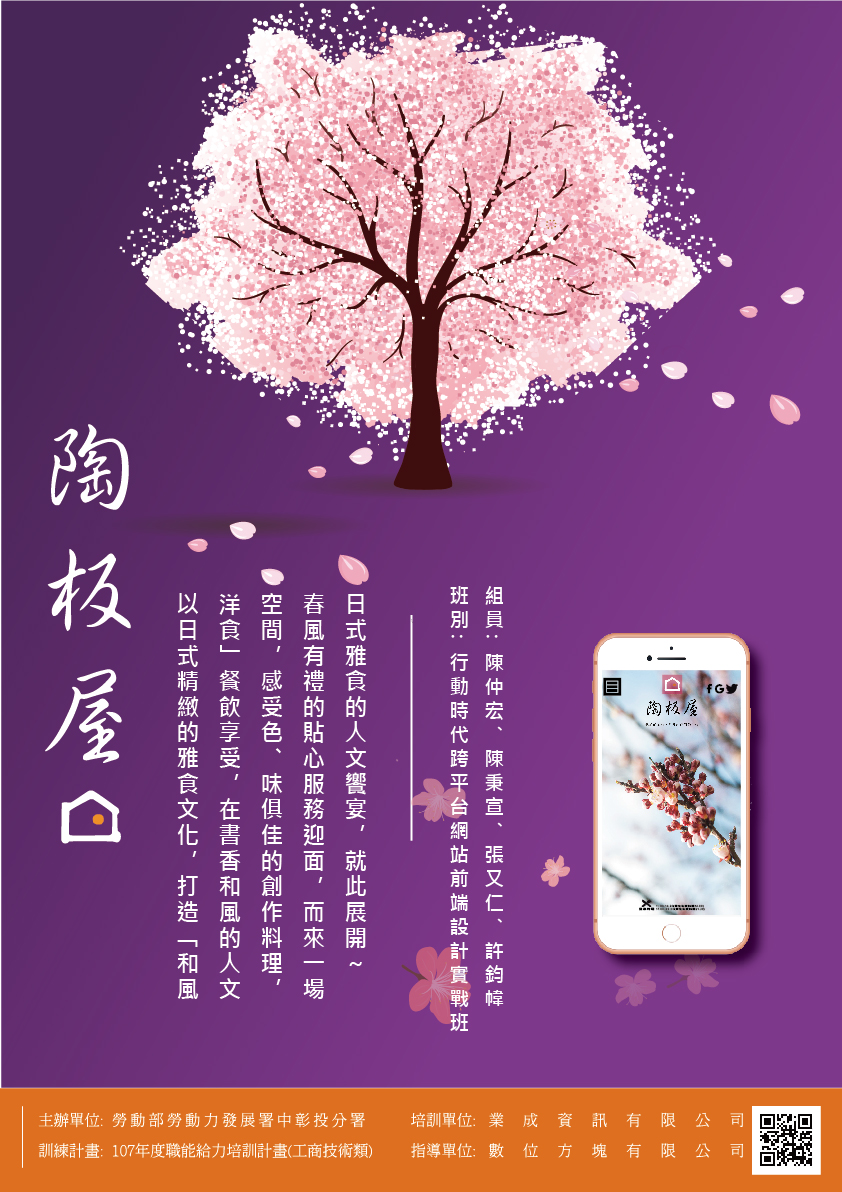 陶板屋
以日式精緻的雅食文化，打造「和風
洋食」餐飲享受，在書香和風的人文
空間，感受色、味俱佳的創作料理，
春風有禮的貼心服務迎面，而來一場
日式雅食的人文饗宴，就此展開~
班別：行動時代跨平台網站前端設計實戰班
組員：陳仲宏、陳秉宣、張又仁、許鈞幃
陶板屋
主辦單位: 勞動部勞動力發展署中彰投分署
訓練計畫: 107年度職能給力培訓計畫(工商技術類)
培訓單位: 業成資訊有限公司
指導單位: 數位方塊有限公司